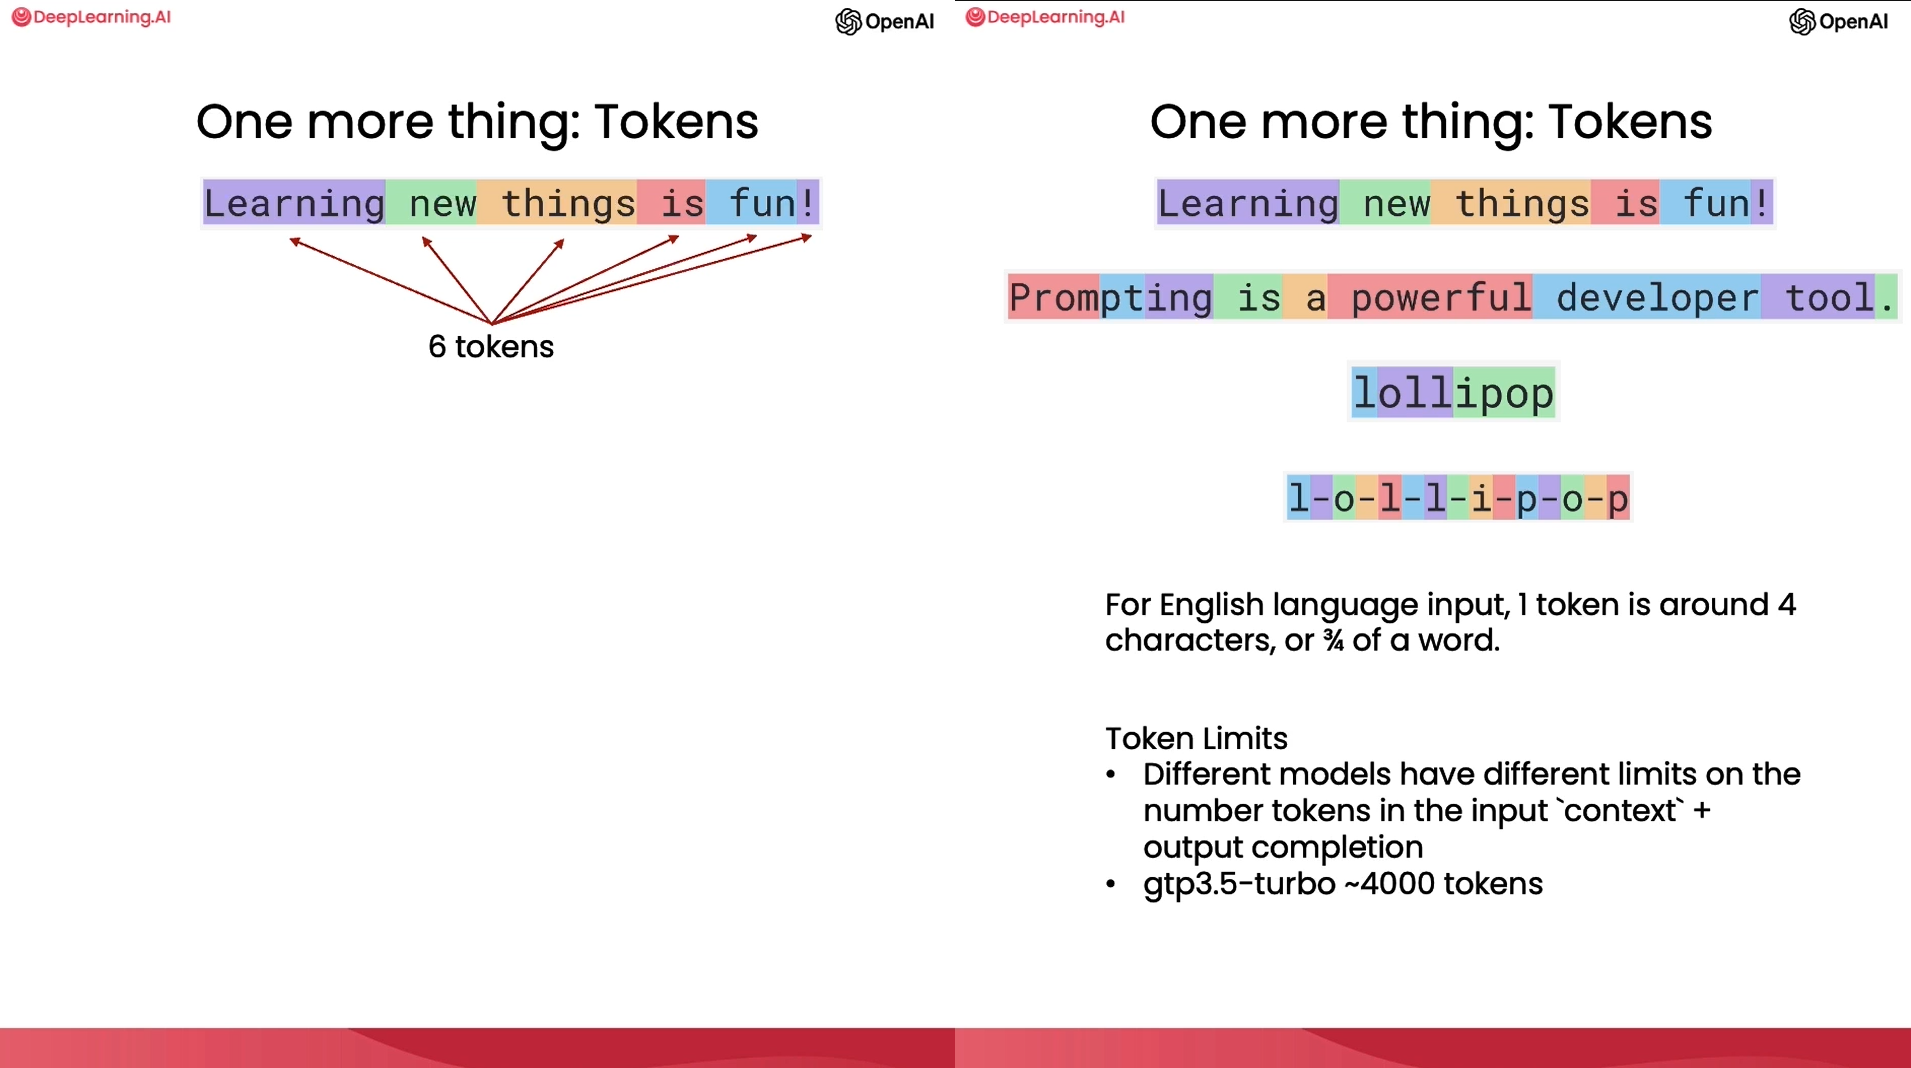 DeepLearning.AI
OpenAI
One more thing: Tokens
Learning new things is fun!
6 tokens
DeepLearning.AI
OpenAI
One more thing: Tokens
Learning new things is fun!
Prompting is a powerful developer tool.
lollipop
l-o-l-l-i-p-o-p
For English language input, 1 token is around 4
characters, or ¾ of a word.
Token Limits
• Different models have different limits on the
number tokens in the input `context` +
output completion
• gtp3.5-turbo ~4000 tokens